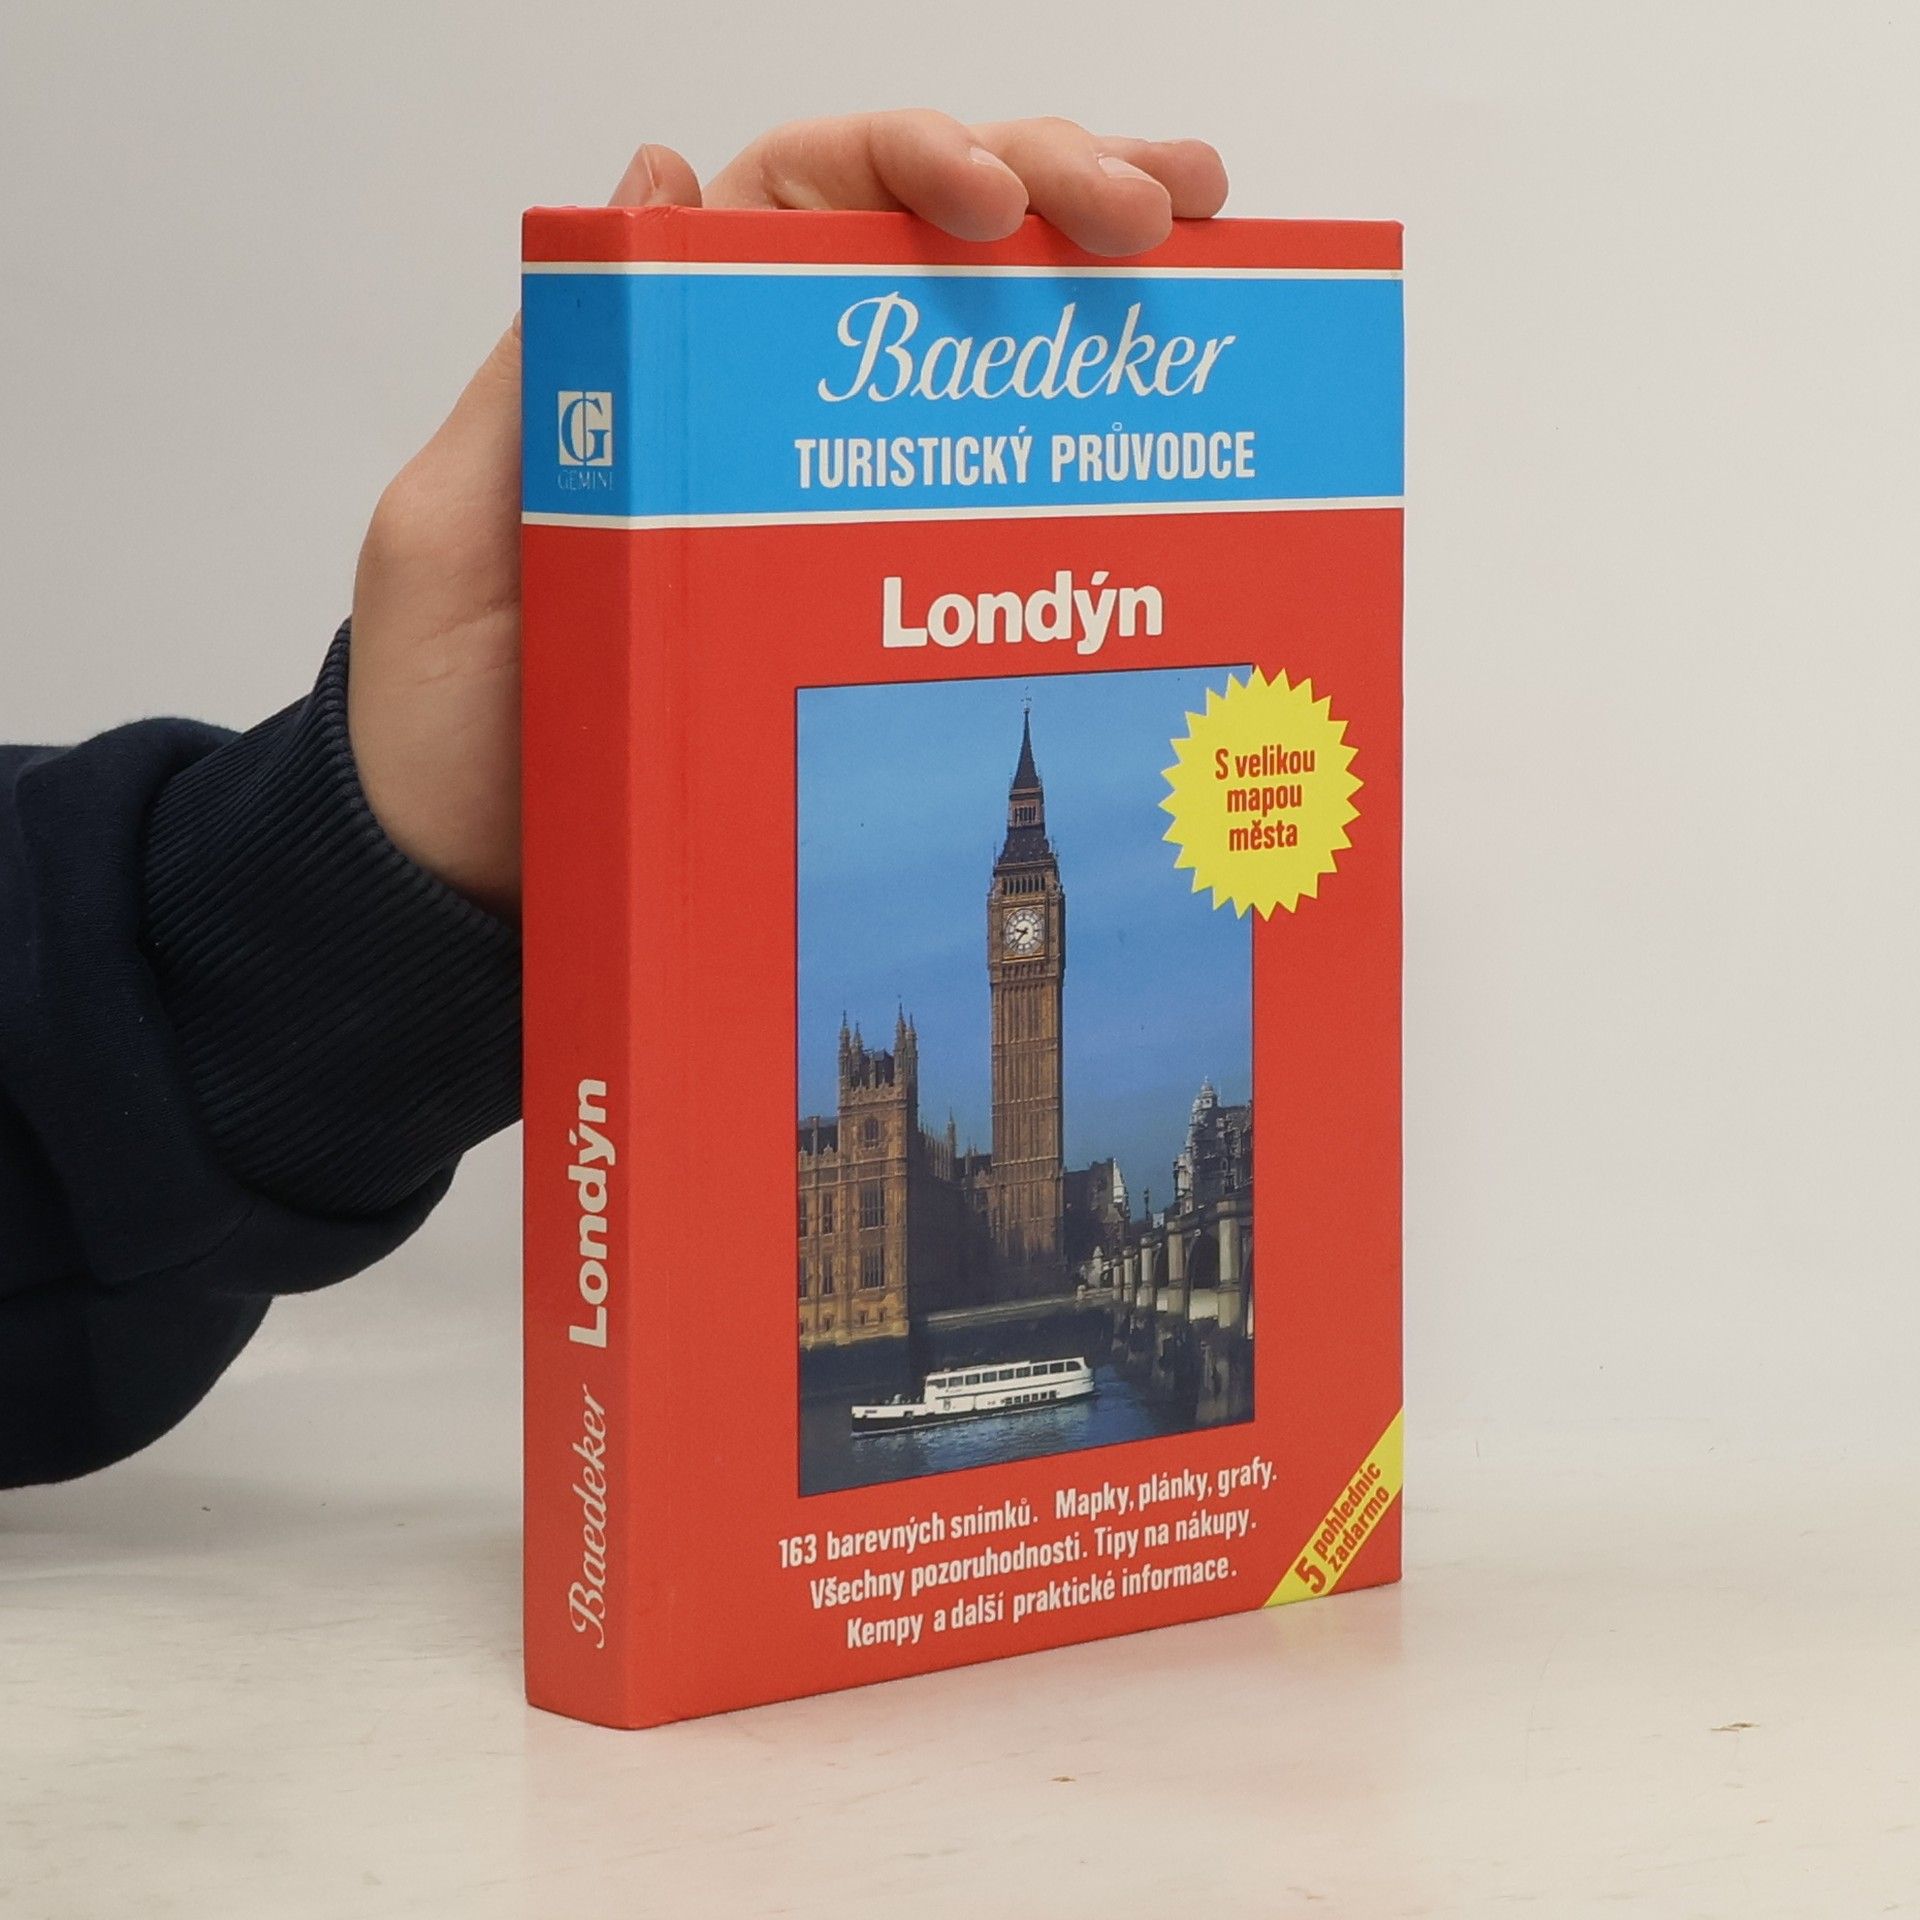 Baedeker
TURISTICKÝ PRŮVODCE
Londýn
S velikou
mapou
města
163 barevných snímků. Mapky, plánky, grafy.
Všechny pozoruhodnosti. Tipy na nákupy.
Kempy a další praktické informace.
5 pohlednic
zadarmo
G
GEMINI
Baedeker Londýn